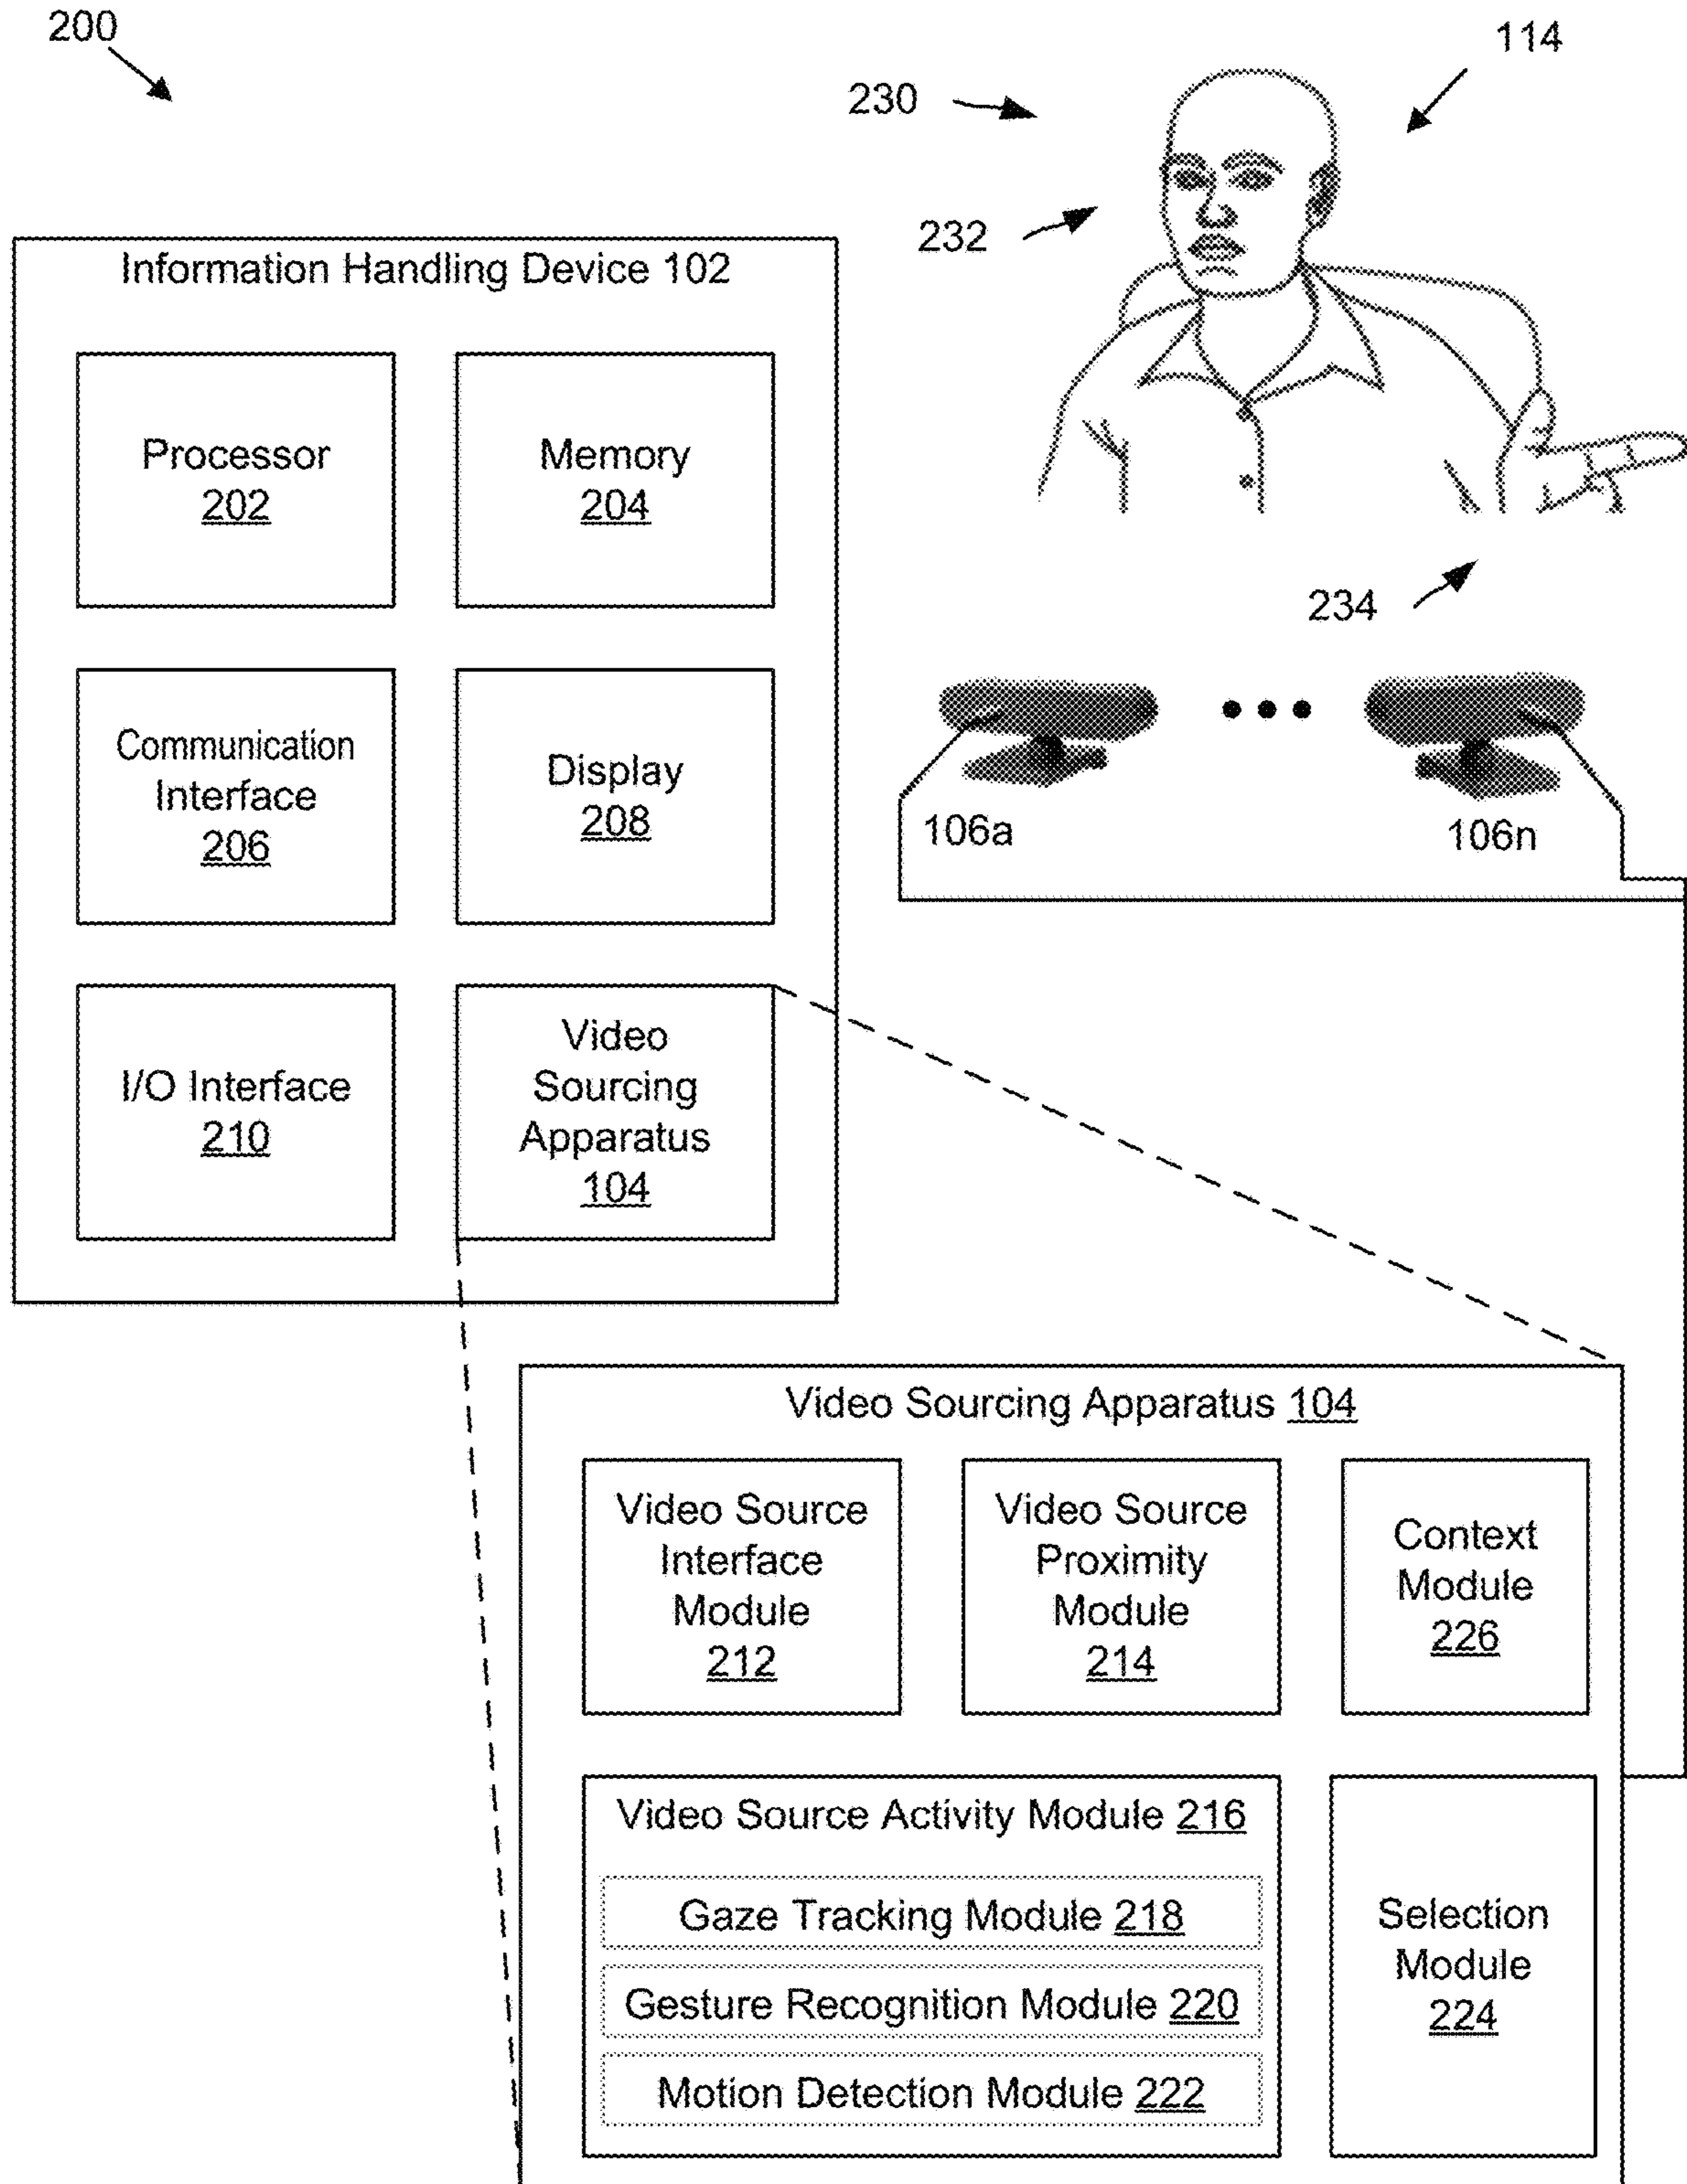 200
114
230
232
Information Handling Device 102
Processor
202
Memory
204
234
Communication
Interface
206
Display
208
106a
106n
I/O Interface
210
Video
Sourcing
Apparatus
104
Video Sourcing Apparatus 104
Video Source
Interface
Module
212
Video Source
Proximity
Module
214
Context
Module
226
Video Source Activity Module 216
Gaze Tracking Module 218
Gesture Recognition Module 220
Motion Detection Module 222
Selection
Module
224